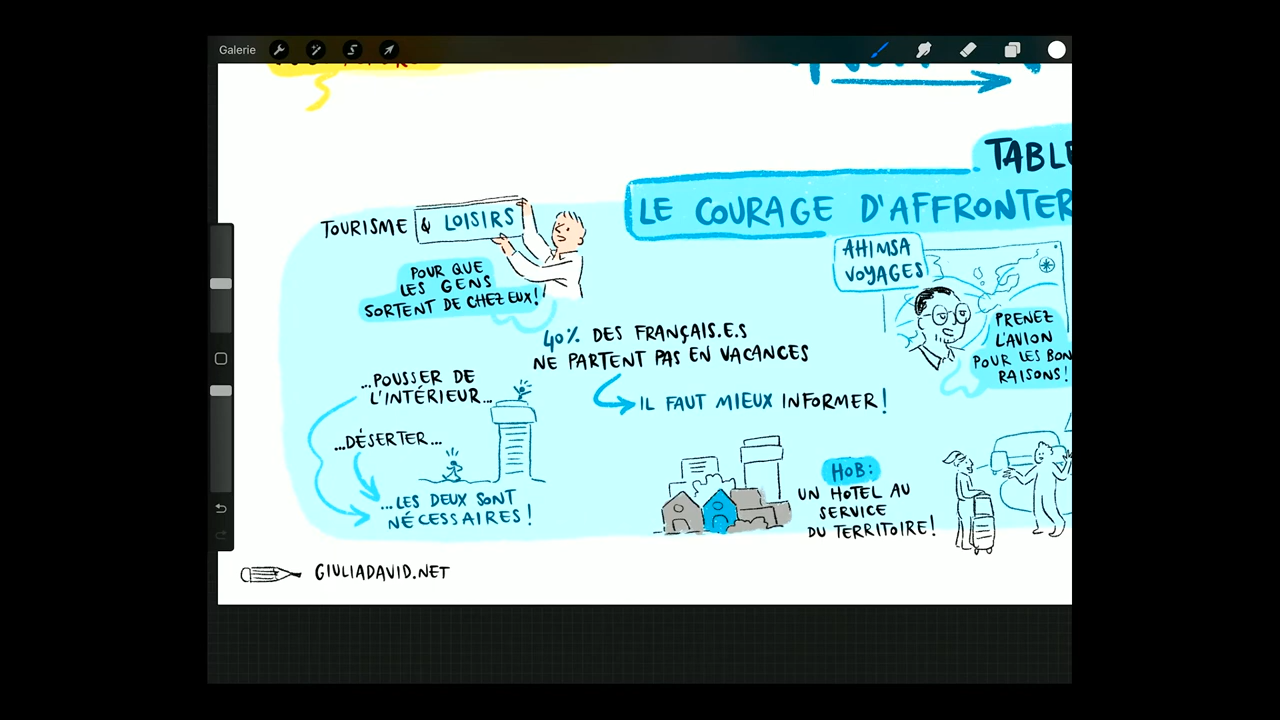 Galerie
TABLE
LE COURAGE D'AFFRONTER
TOURISME & LOISIRS
POUR QUE
LES GENS
SORTENT DE CHEZ EUX!
AHIMSA
VOYAGES
PRENEZ
L'AVION
POUR LES BON
RAISONS!
40% DES FRANÇAIS.E.S
NE PARTENT PAS EN VACANCES
IL FAUT MIEUX INFORMER!
...POUSSER DE
L'INTÉRIEUR...
...DÉSERTER...
...LES DEUX SONT
NÉCESSAIRES!
HOB:
UN HOTEL AU
SERVICE
DU TERRITOIRE!
GIULIADAVID.NET